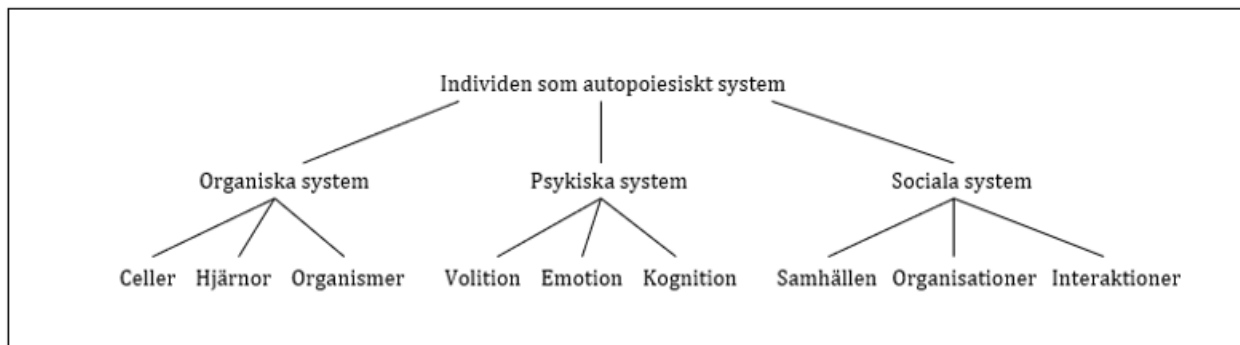 Individen som autopoiesiskt system
Organiska system Psykiska system Sociala system
Celler Hjärnor Organismer Volition Emotion Kognition Samhällen Organisationer Interaktioner